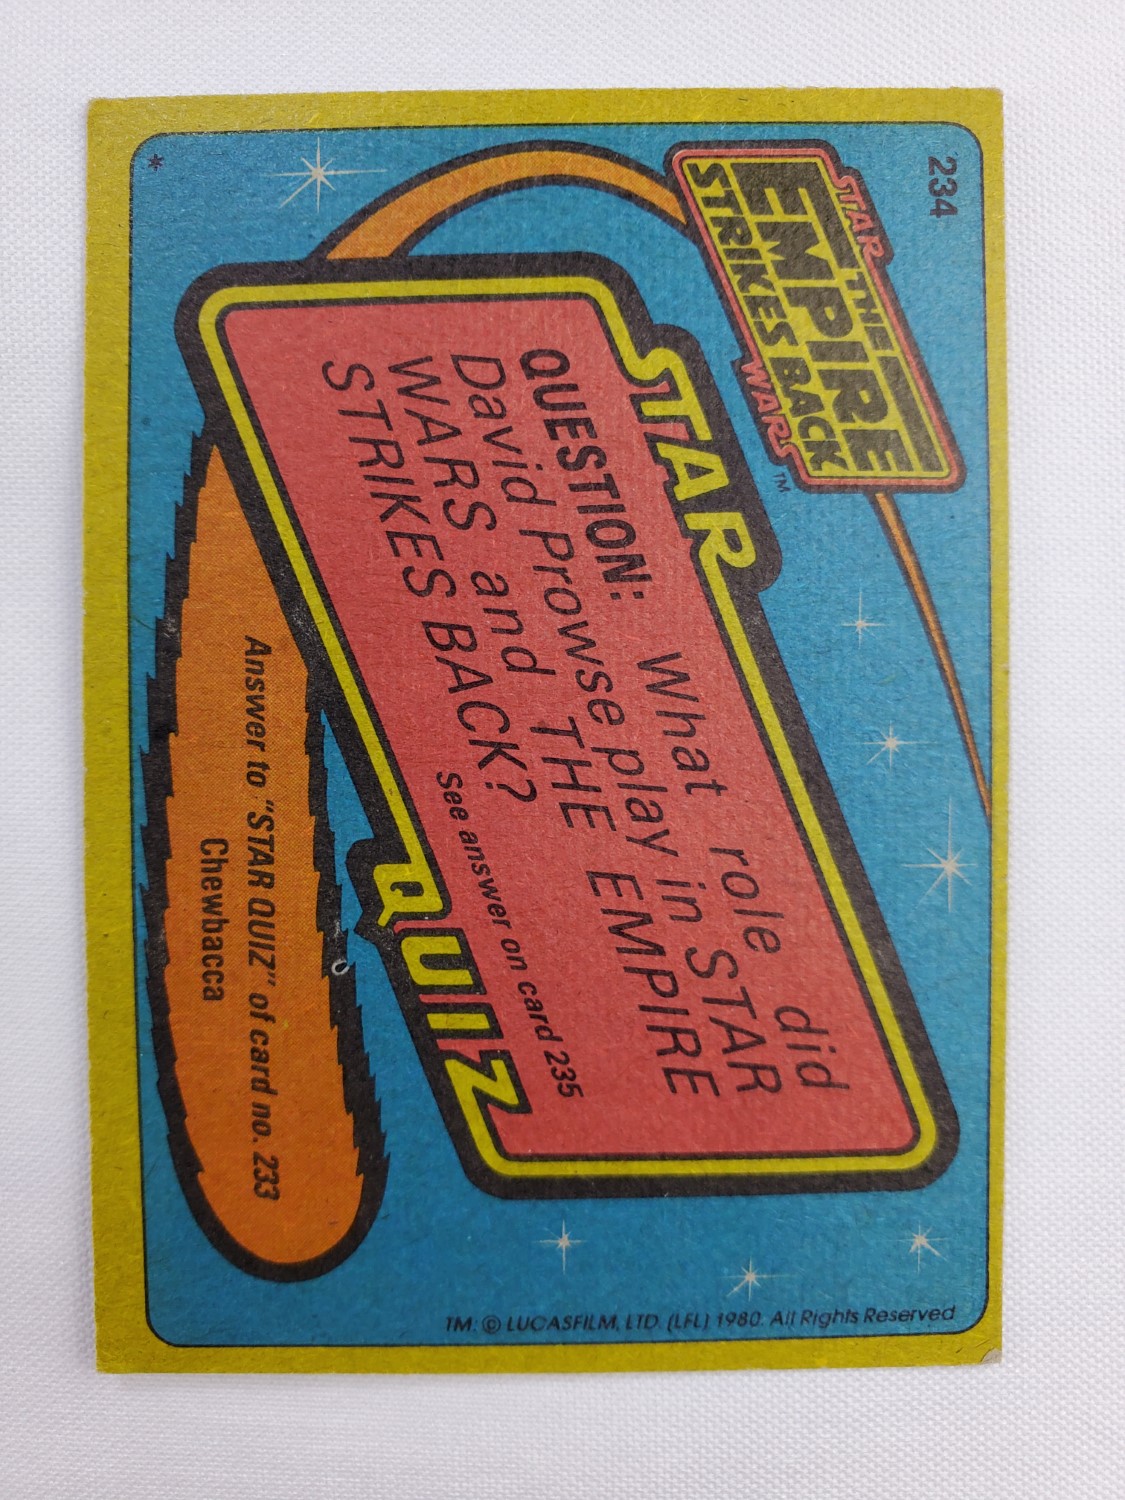 234
STAR
THE
EMPIRE
STRIKES BACK
WARS TM
STAR
QUESTION: What role did
David Prowse play in STAR
WARS and THE EMPIRE
STRIKES BACK?
See answer on card 235
QUIZ
Answer to "STAR QUIZ" of card no. 233
Chewbacca
*
TM: © LUCASFILM, LTD. (LFL) 1980. All Rights Reserved